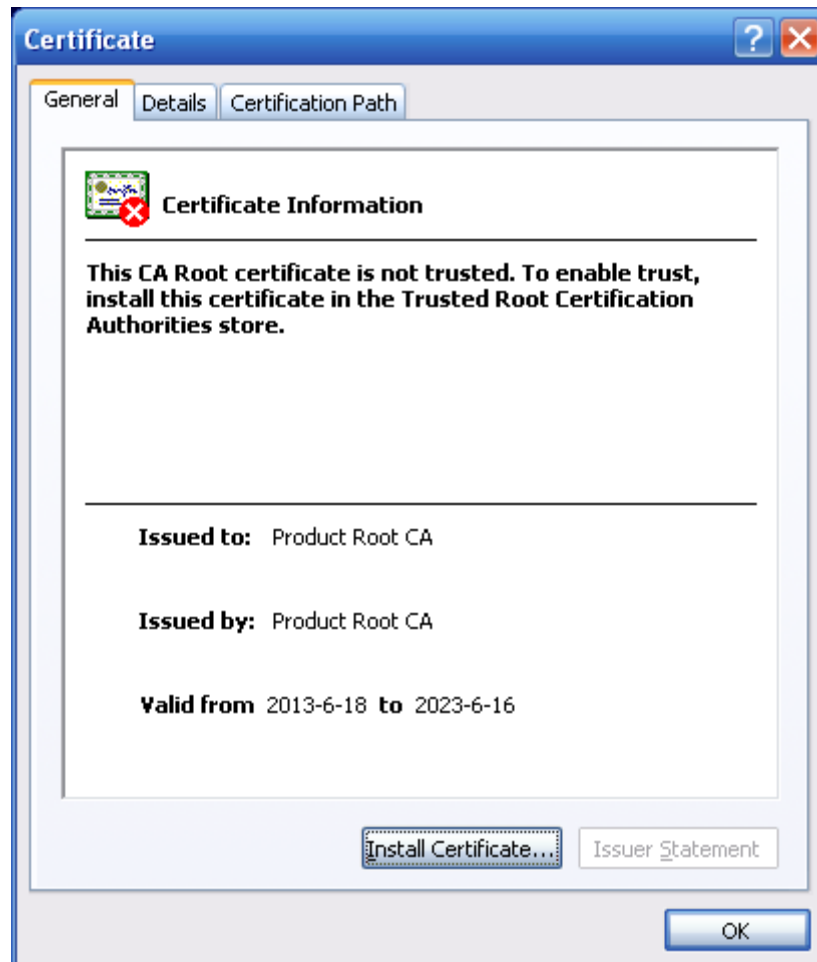 Certificate
General Details Certification Path
Certificate Information
This CA Root certificate is not trusted. To enable trust,
install this certificate in the Trusted Root Certification
Authorities store.
Issued to: Product Root CA
Issued by: Product Root CA
Valid from 2013-6-18 to 2023-6-16
Install Certificate... Issuer Statement
OK